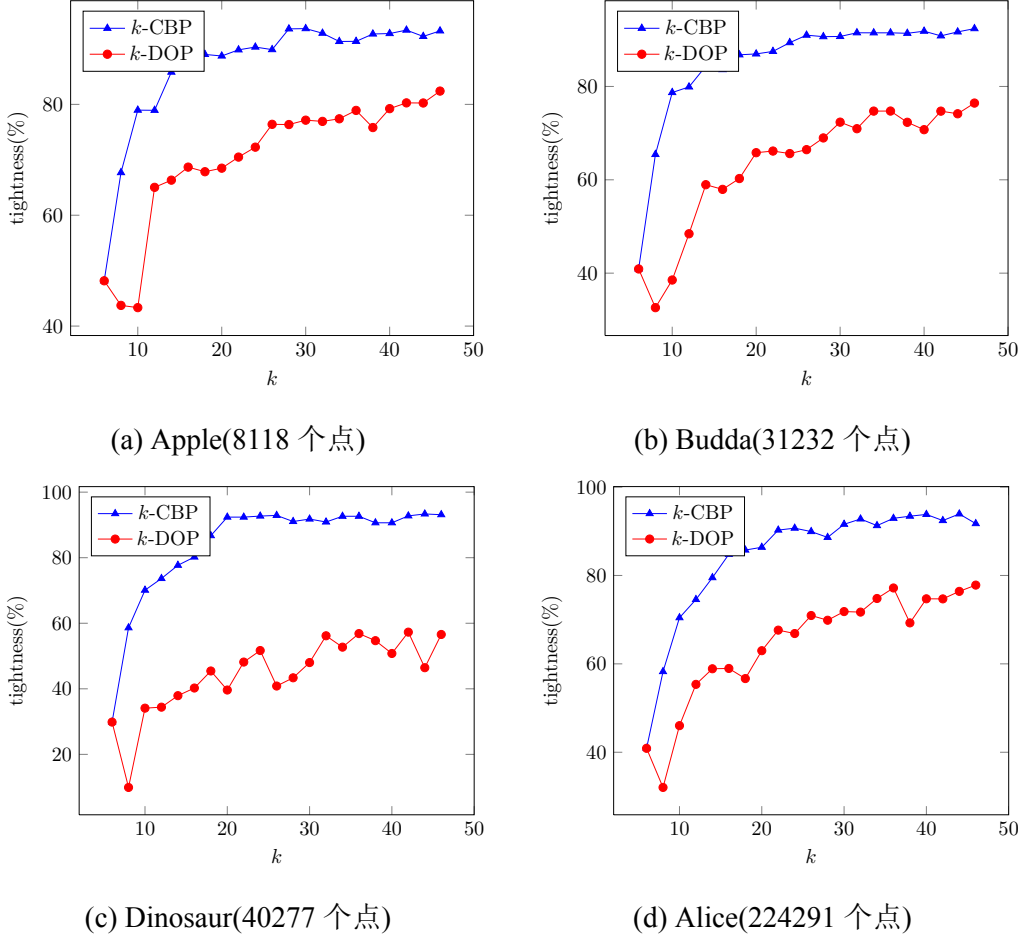 k-CBP
k-DOP
80
60
40
tightness(%)
10 20 30 40 50
k
(a) Apple(8118 个点)
k-CBP
k-DOP
80
60
40
tightness(%)
10 20 30 40 50
k
(b) Budda(31232 个点)
100
80
60
40
20
k-CBP
k-DOP
tightness(%)
10 20 30 40 50
k
(c) Dinosaur(40277 个点)
100
80
60
40
k-CBP
k-DOP
tightness(%)
10 20 30 40 50
k
(d) Alice(224291 个点)